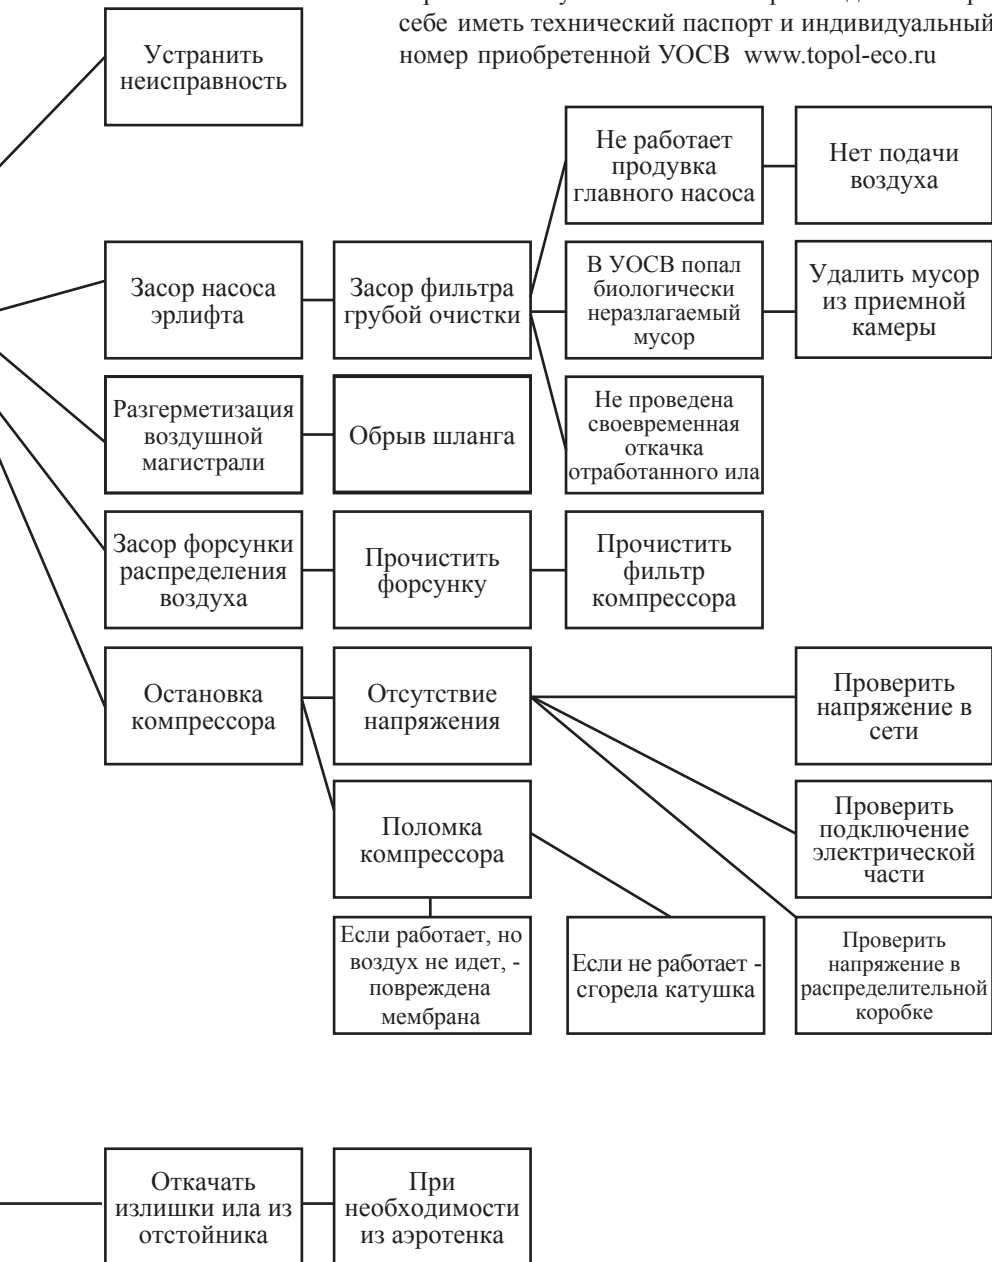 себе иметь технический паспорт и индивидуальный
номер приобретенной УОСВ www.topol-eco.ru
Устранить
неисправность
Не работает
продувка
главного насоса
Нет подачи
воздуха
Засор насоса
эрлифта
Засор фильтра
грубой очистки
В УОСВ попал
биологически
неразлагаемый
мусор
Удалить мусор
из приемной
камеры
Разгерметизация
воздушной
магистрали
Обрыв шланга
Не проведена
своевременная
откачка
отработанного ила
Засор форсунки
распределения
воздуха
Прочистить
форсунку
Прочистить
фильтр
компрессора
Остановка
компрессора
Отсутствие
напряжения
Проверить
напряжение в
сети
Поломка
компрессора
Проверить
подключение
электрической
части
Если работает, но
воздух не идет, -
повреждена
мембрана
Если не работает -
сгорела катушка
Проверить
напряжение в
распределительной
коробке
Откачать
излишки ила из
отстойника
При
необходимости
из аэротенка